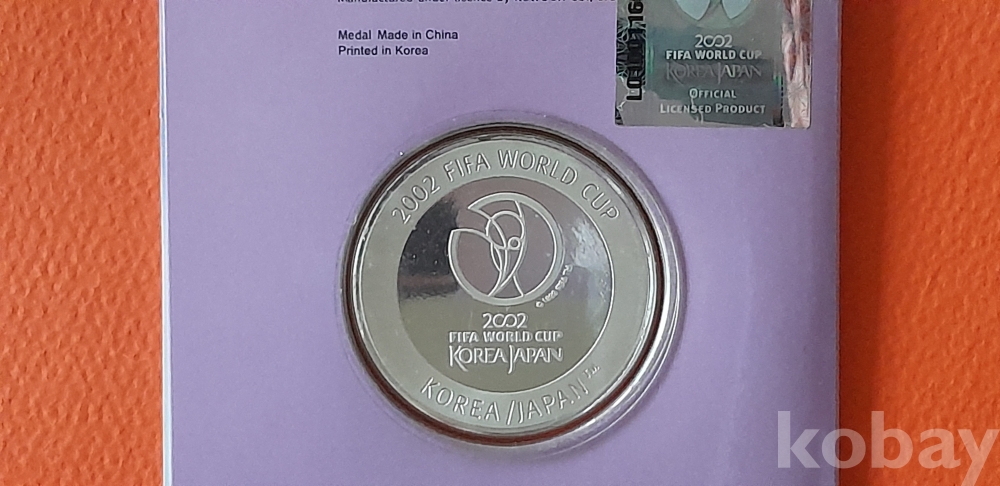 Medal Made in China
Printed in Korea
2002
FIFA WORLD CUP
KOREA JAPAN
OFFICIAL
LICENSED PRODUCT
2002 FIFA WORLD CUP
2002
FIFA WORLD CUP
KOREA JAPAN
KOREA/JAPAN
kobay